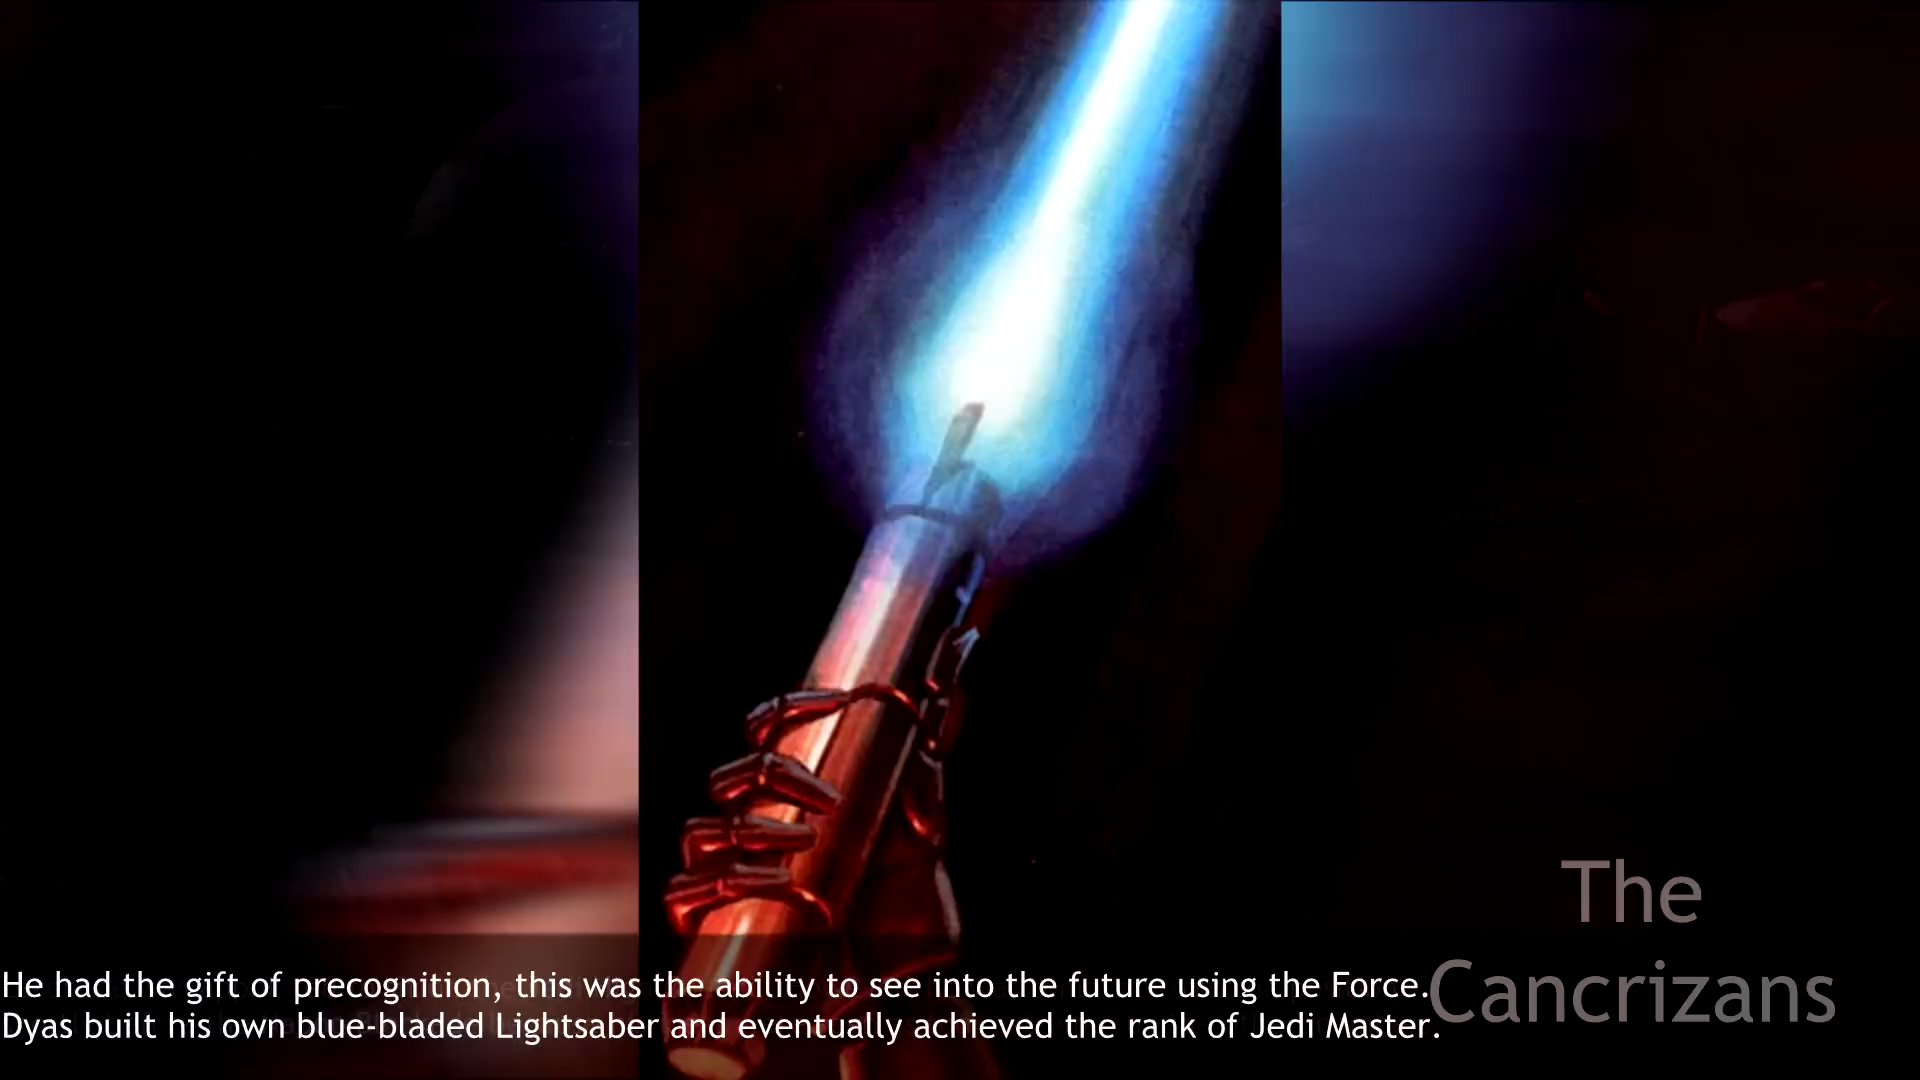 He had the gift of precognition, this was the ability to see into the future using the Force.
Dyas built his own blue-bladed Lightsaber and eventually achieved the rank of Jedi Master.
The
Cancrizans